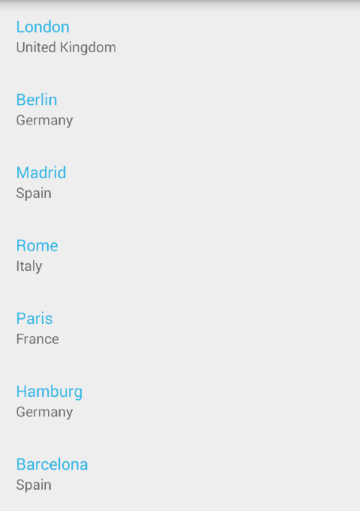 London
United Kingdom
Berlin
Germany
Madrid
Spain
Rome
Italy
Paris
France
Hamburg
Germany
Barcelona
Spain